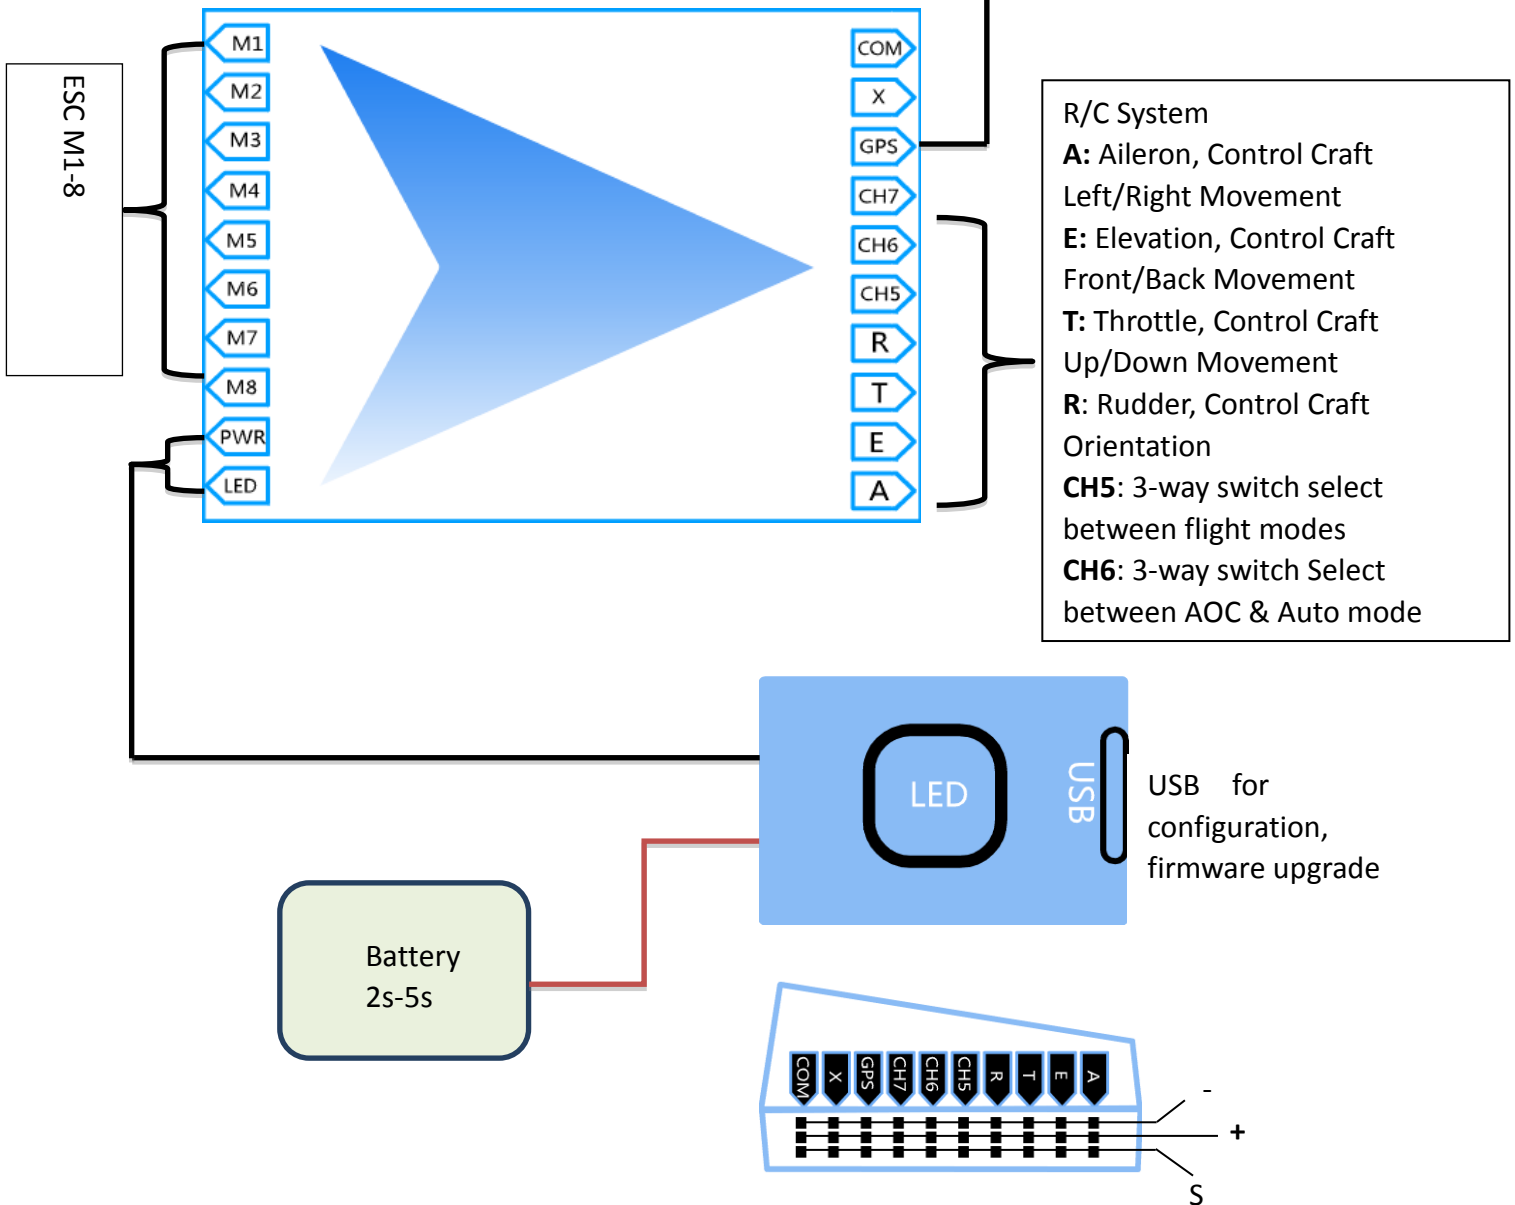 ESC M1-8
M1
M2
M3
M4
M5
M6
M7
M8
PWR
LED
COM
X
GPS
CH7
CH6
CH5
R
T
E
A
R/C System
A: Aileron, Control Craft
Left/Right Movement
E: Elevation, Control Craft
Front/Back Movement
T: Throttle, Control Craft
Up/Down Movement
R: Rudder, Control Craft
Orientation
CH5: 3-way switch select
between flight modes
CH6: 3-way switch Select
between AOC & Auto mode
LED
USB
USB for
configuration,
firmware upgrade
Battery
2s-5s
COM X GPS CH7 CH6 CH5 R T E A
-
+
S